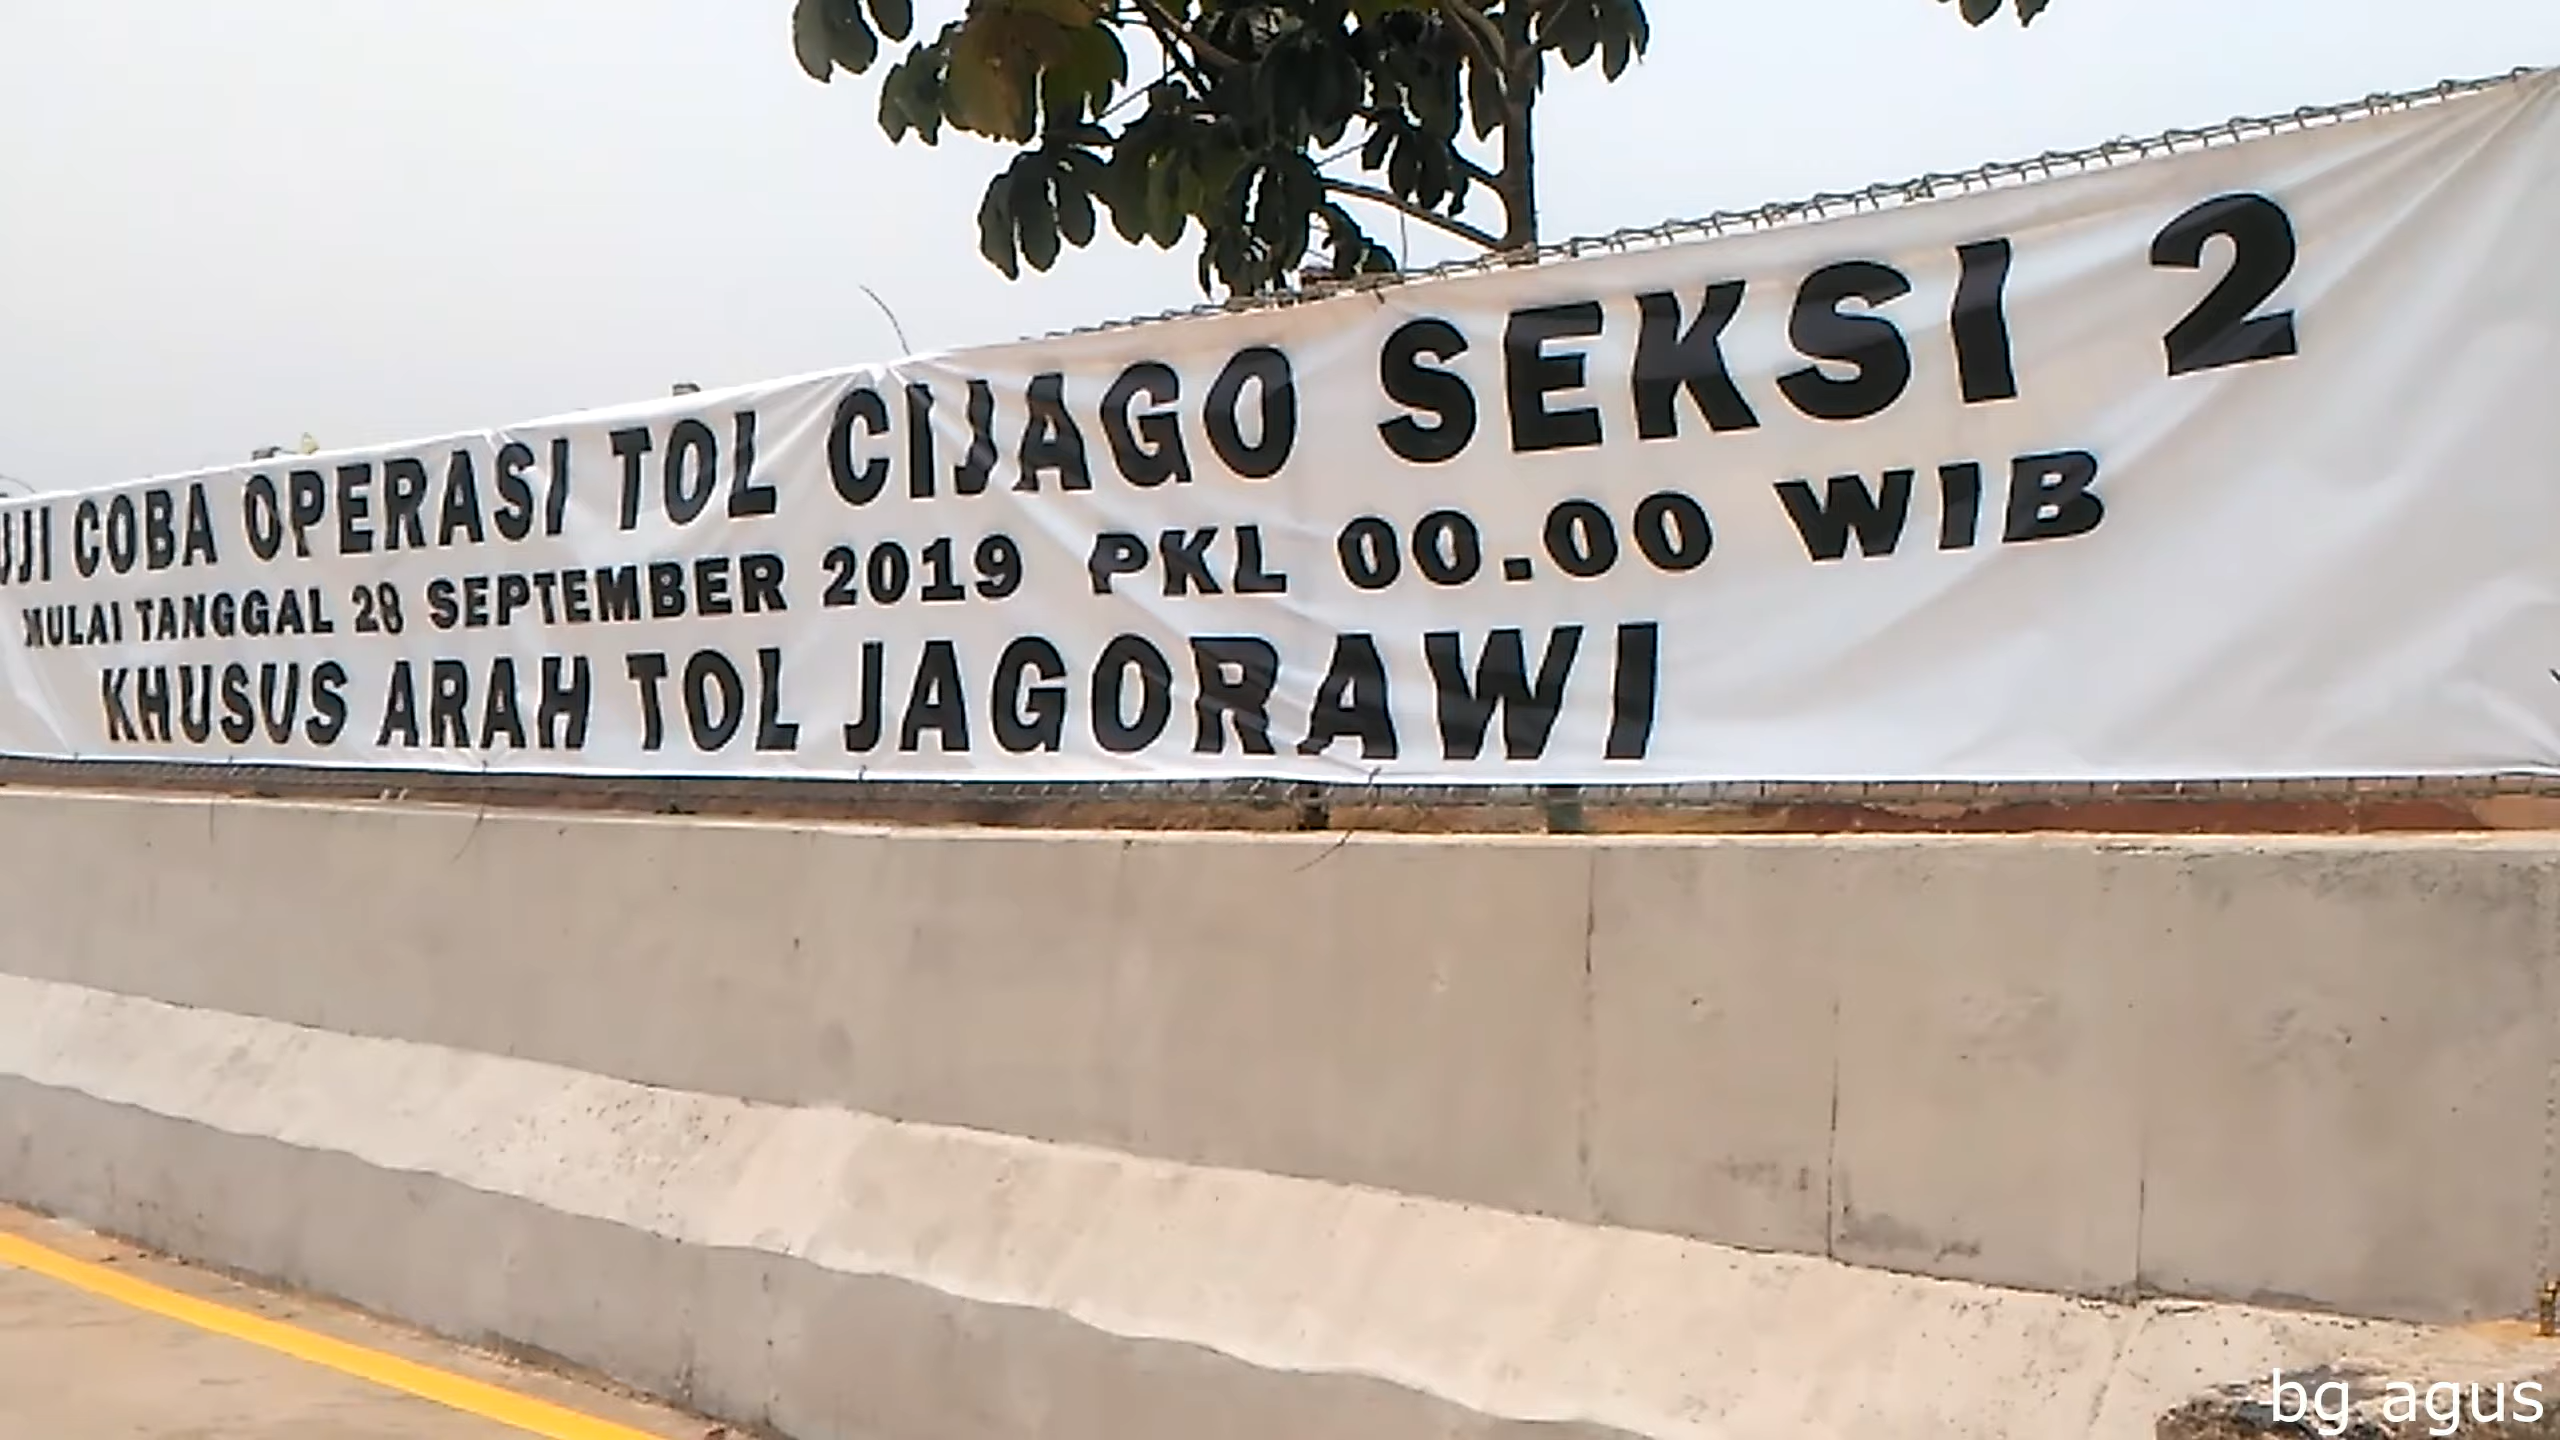 UJI COBA OPERASI TOL CIJAGO SEKSI 2
MULAI TANGGAL 28 SEPTEMBER 2019 PKL 00.00 WIB
KHUSUS ARAH TOL JAGORAWI
bg agus